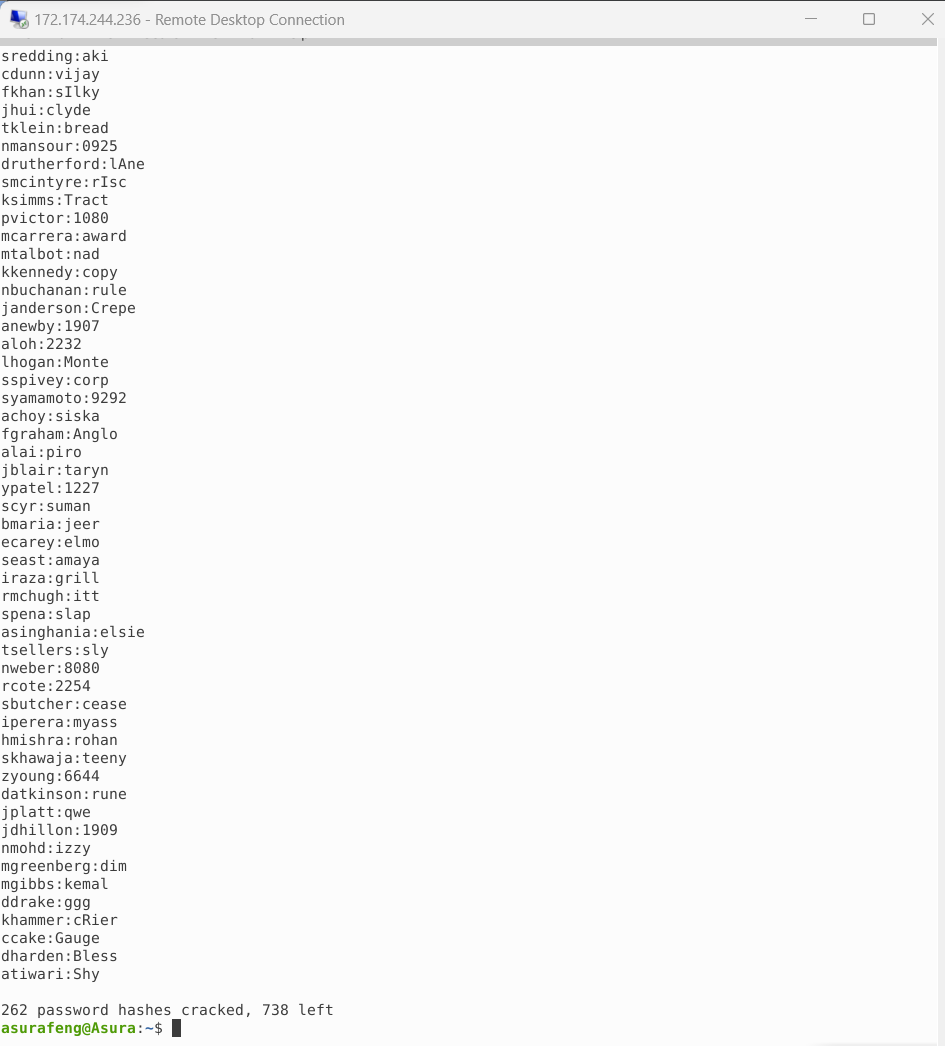 172.174.244.236 - Remote Desktop Connection
sredding:aki
cdunn:vijay
fkhan:sIlky
jhui:clyde
tklein:bread
nmansour:0925
drutherford:lAne
smcintyre:rIsc
ksimms:Tract
pvictor:1080
mcarrera:award
mtalbot:nad
kkennedy:copy
nbuchanan:rule
janderson:Crepe
anewby:1907
aloh:2232
lhogan:Monte
sspivey:corp
syamamoto:9292
achoy:siska
fgraham:Anglo
alai:piro
jblair:taryn
ypatel:1227
scyr:suman
bmaria:jeer
ecarey:elmo
seast:amaya
iraza:grill
rmchugh:itt
spena:slap
asinghania:elsie
tsellers:sly
nweber:8080
rcote:2254
sbutcher:cease
iperera:myass
hmishra:rohan
skhawaja:teeny
zyoung:6644
datkinson:rune
jplatt:qwe
jdhillon:1909
nmohd:izzy
mgreenberg:dim
mgibbs:kemal
ddrake:ggg
khammer:cRier
ccake:Gauge
dharden:Bless
atiwari:Shy
262 password hashes cracked, 738 left
asurafeng@Asura:~$